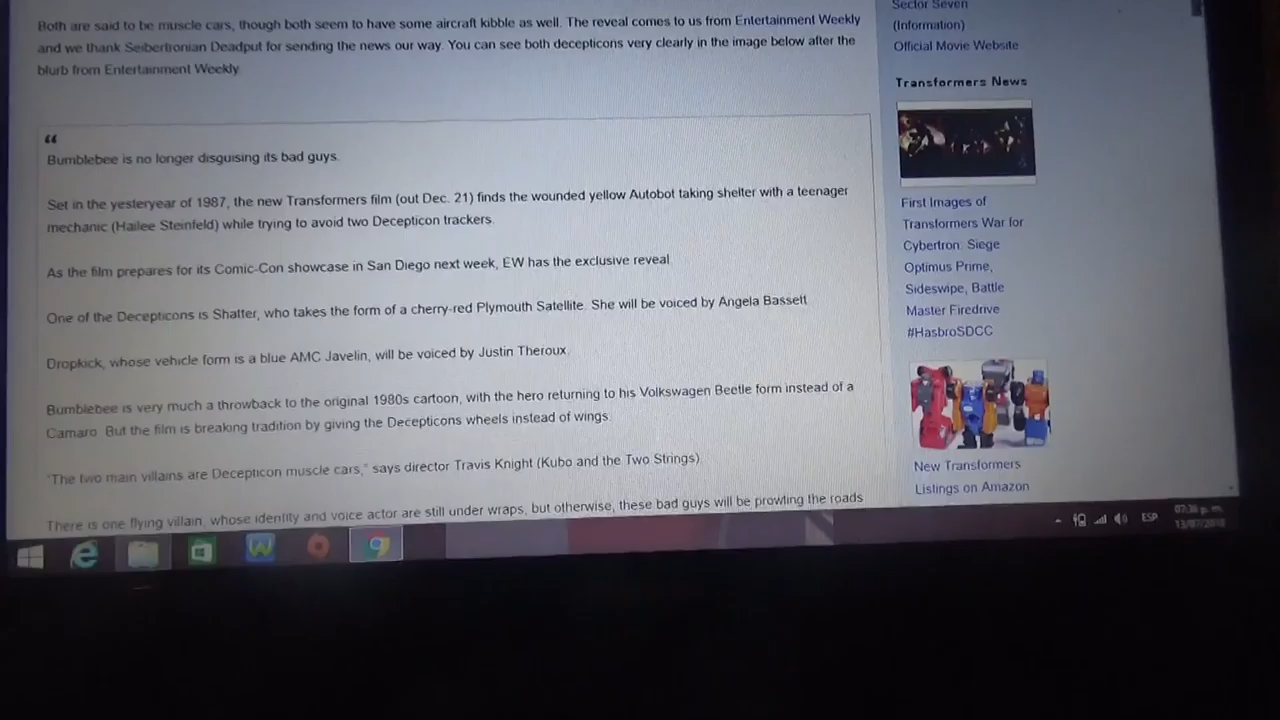 Both are said to be muscle cars, though both seem to have some aircraft kibble as well. The reveal comes to us from Entertainment Weekly
and we thank Seibertronian Deadput for sending the news our way. You can see both decepticons very clearly in the image below after the
blurb from Entertainment Weekly.
“
Bumblebee is no longer disguising its bad guys.
Set in the yesteryear of 1987, the new Transformers film (out Dec. 21) finds the wounded yellow Autobot taking shelter with a teenager
mechanic (Hailee Steinfeld) while trying to avoid two Decepticon trackers.
As the film prepares for its Comic-Con showcase in San Diego next week, EW has the exclusive reveal.
One of the Decepticons is Shatter, who takes the form of a cherry-red Plymouth Satellite. She will be voiced by Angela Bassett.
Dropkick, whose vehicle form is a blue AMC Javelin, will be voiced by Justin Theroux.
Bumblebee is very much a throwback to the original 1980s cartoon, with the hero returning to his Volkswagen Beetle form instead of a
Camaro. But the film is breaking tradition by giving the Decepticons wheels instead of wings.
“The two main villains are Decepticon muscle cars,” says director Travis Knight (Kubo and the Two Strings).
There is one flying villain, whose identity and voice actor are still under wraps, but otherwise, these bad guys will be prowling the roads
Sector Seven
(Information)
Official Movie Website
Transformers News
First Images of
Transformers War for
Cybertron: Siege
Optimus Prime,
Sideswipe, Battle
Master Firedrive
#HasbroSDCC
New Transformers
Listings on Amazon
ESP
07:36 p. m.
13/07/2018